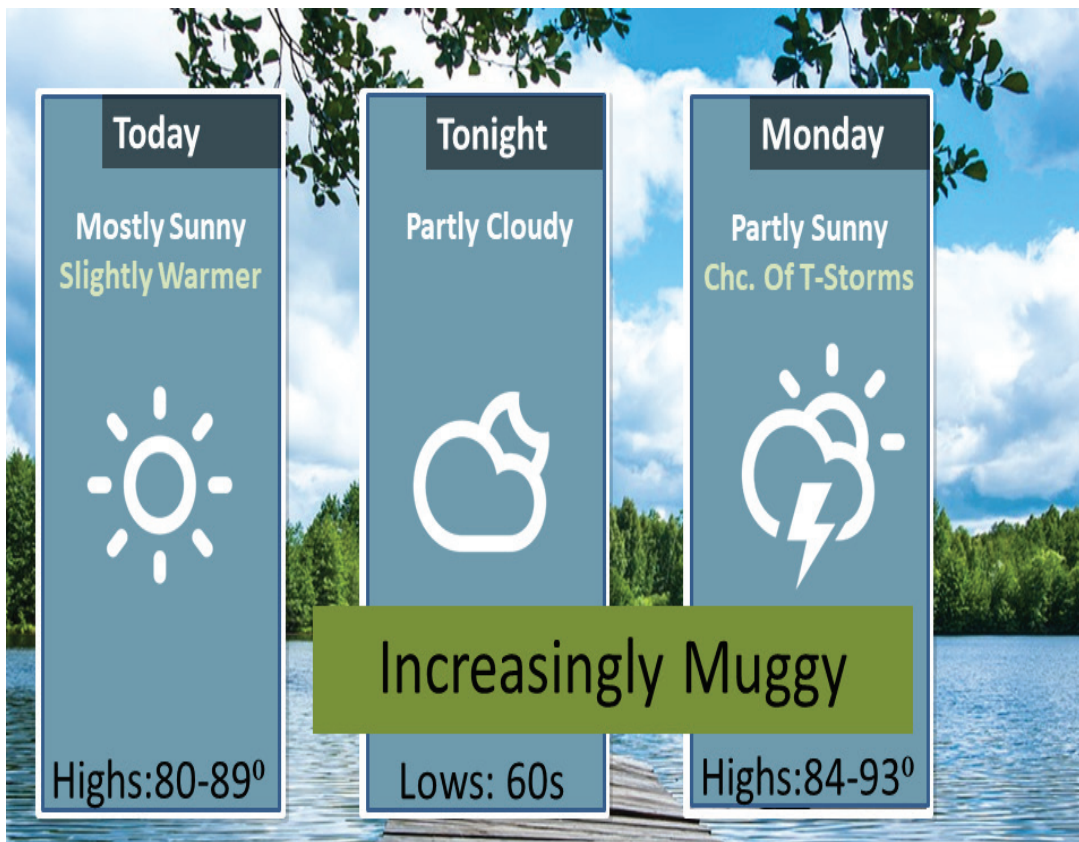 Today
Mostly Sunny
Slightly Warmer
Highs:80-89⁰
Tonight
Partly Cloudy
Lows: 60s
Monday
Partly Sunny
Chc. Of T-Storms
Highs:84-93⁰
Increasingly Muggy